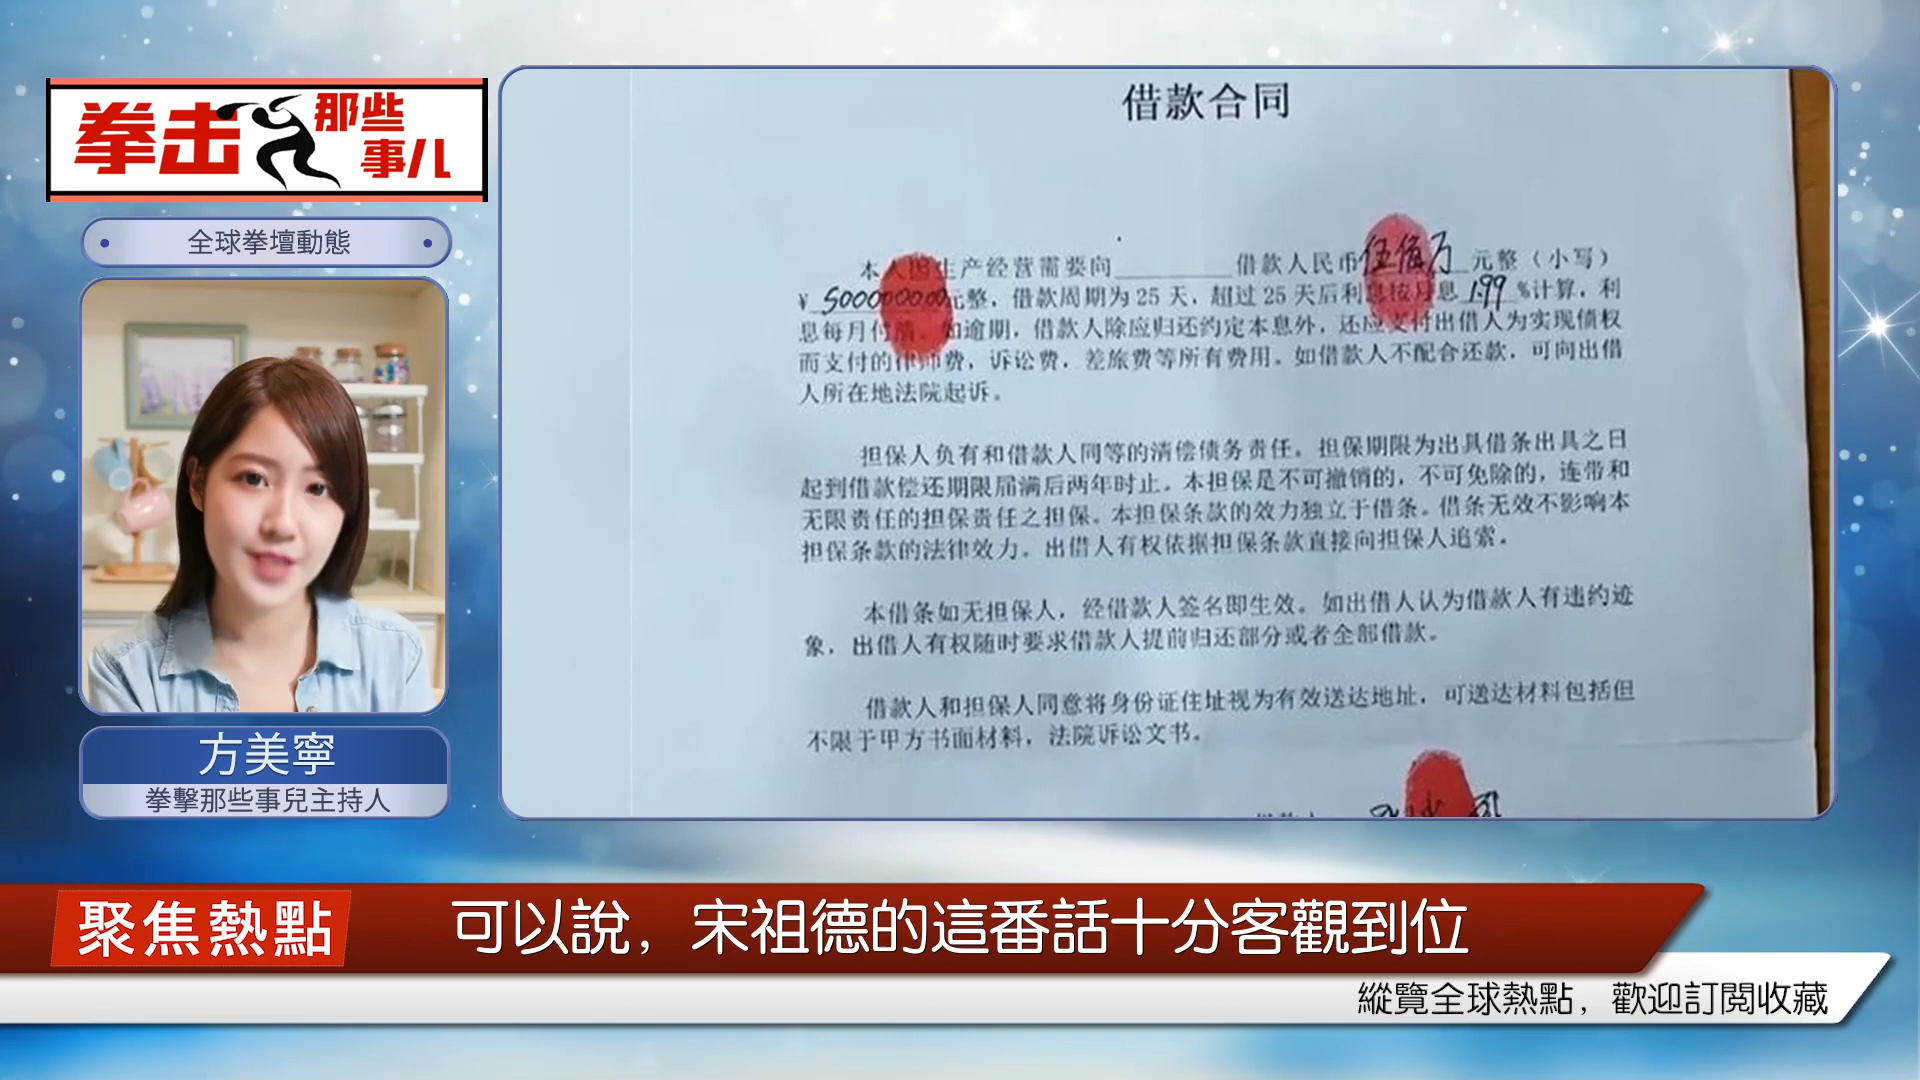 拳击那些
事儿
全球拳壇動態
方美寧
拳擊那些事兒主持人
借款合同
本人因生产经营需要向________借款人民币伍佰万元整（小写）
¥ 5000000.00元整，借款周期为25天，超过25天后利息按月息 1.99 %计算，利
息每月付清。如逾期，借款人除应归还约定本息外，还应支付出借人为实现债权
而支付的律师费，诉讼费，差旅费等所有费用。如借款人不配合还款，可向出借
人所在地法院起诉。
担保人负有和借款人同等的清偿债务责任。担保期限为出具借条出具之日
起到借款偿还期限届满后两年时止。本担保是不可撤销的，不可免除的，连带和
无限责任的担保责任之担保。本担保条款的效力独立于借条。借条无效不影响本
担保条款的法律效力。出借人有权依据担保条款直接向担保人追索。
本借条如无担保人，经借款人签名即生效。如出借人认为借款人有违约迹
象，出借人有权随时要求借款人提前归还部分或者全部借款。
借款人和担保人同意将身份证住址视为有效送达地址，可送达材料包括但
不限于甲方书面材料，法院诉讼文书。
聚焦熱點
可以說，宋祖德的這番話十分客觀到位
縱覽全球熱點，歡迎訂閱收藏